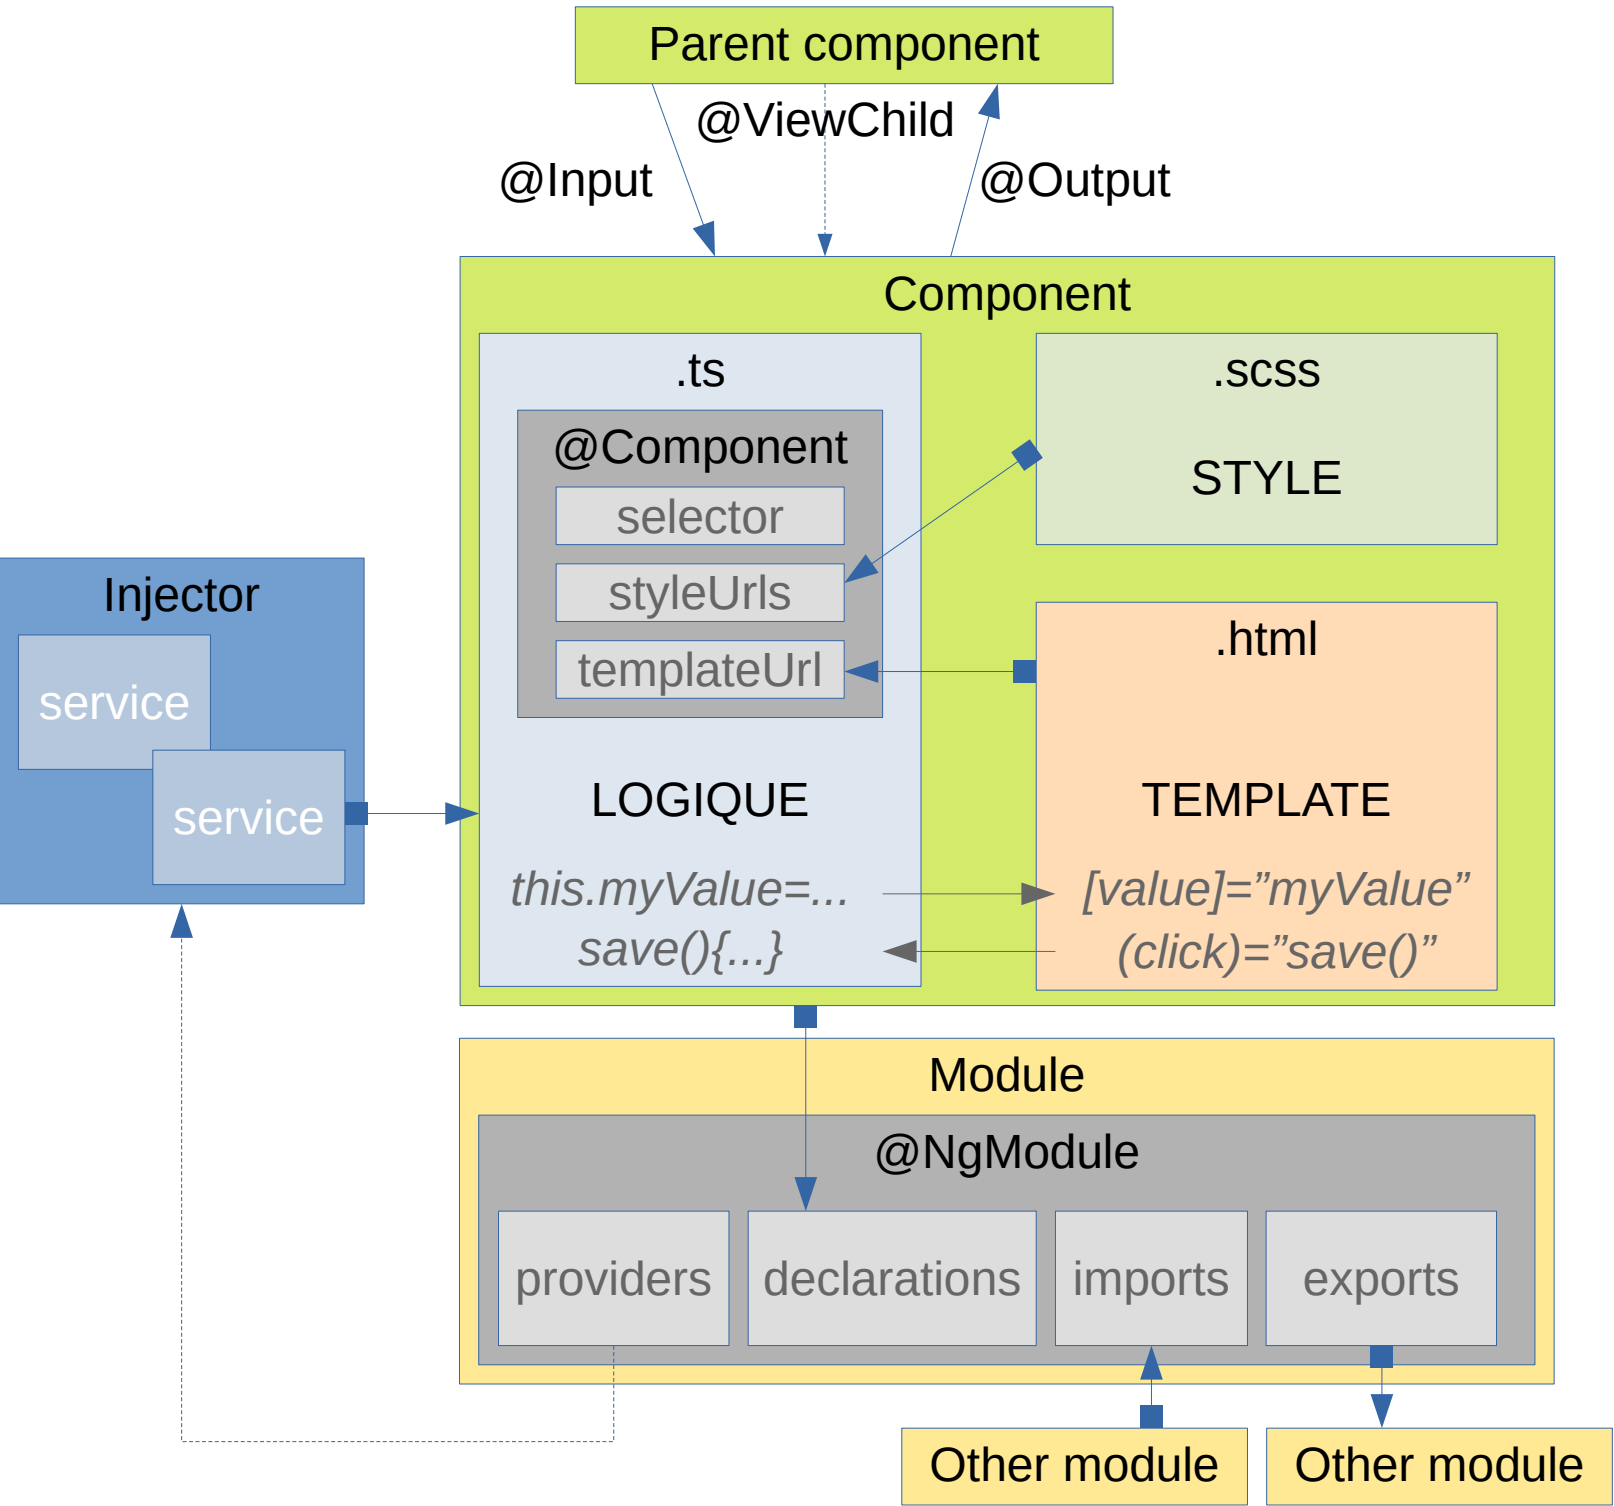 Parent component
@ViewChild
@Input
@Output
Component
.ts
@Component
selector
styleUrls
templateUrl
LOGIQUE
this.myValue=...
save(){...}
.scss
STYLE
.html
TEMPLATE
[value]=”myValue”
(click)=”save()”
Injector
service
service
Module
@NgModule
providers
declarations
imports
exports
Other module
Other module